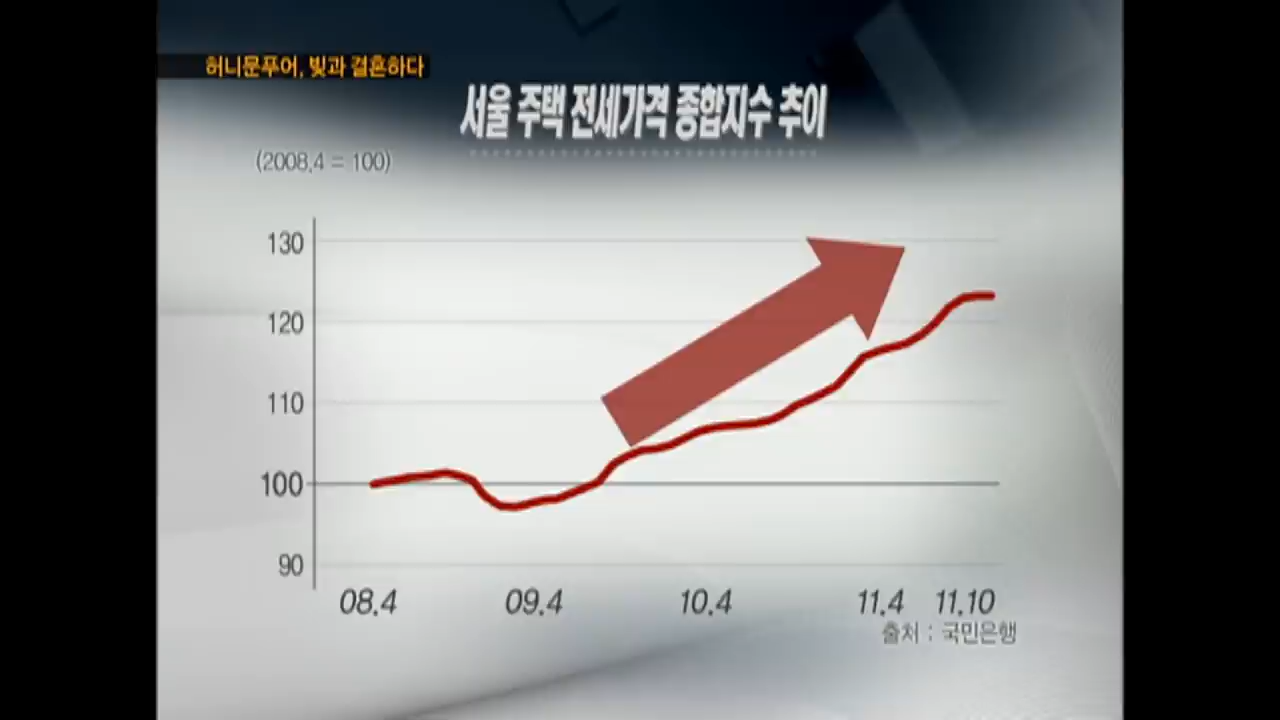 허니문푸어, 빚과 결혼하다
서울 주택 전세가격 종합지수 추이
(2008.4 = 100)
130
120
110
100
90
08.4 09.4 10.4 11.4 11.10
출처 : 국민은행